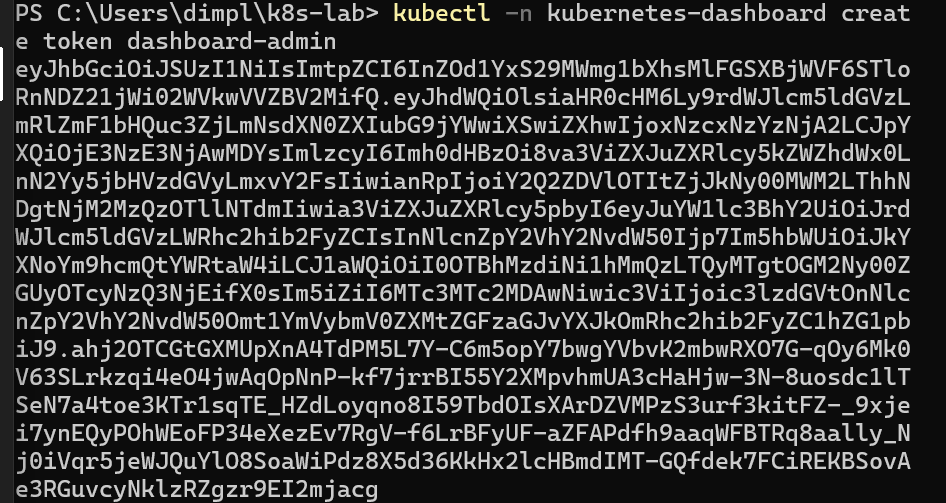 PS C:\Users\dimpl\k8s-lab> kubectl -n kubernetes-dashboard creat
e token dashboard-admin
eyJhbGciOiJSUzI1NiIsImtpZCI6InZOd1YxS29MWmg1bXhsMlFGSXBjWVF6STlo
RnNDZ21jWi02WVkwVVZBV2MifQ.eyJhdWQiOlsiaHR0cHM6Ly9rdWJlcm5ldGVzL
mRlZmF1bHQuc3ZjLmNsdXN0ZXIubG9jYWwiXSwiZXhwIjoxNzcxNzYzNjA2LCJpY
XQiOjE3NzE3NjAwMDYsImlzcyI6Imh0dHBzOi8va3ViZXJuZXRlcy5kZWZhdWx0L
nN2Yy5jbHVzdGVyLmxvY2FsIiwianRpIjoiY2Q2ZDVlOTItZjJkNy00MWM2LThhN
DgtNjM2MzQzOTllNTdmIiwia3ViZXJuZXRlcy5pbyI6eyJuYW1lc3BhY2UiOiJrd
WJlcm5ldGVzLWRhc2hib2FyZCIsInNlcnZpY2VhY2NvdW50Ijp7Im5hbWUiOiJkY
XNoYm9hcmQtYWRtaW4iLCJ1aWQiOiI0OTBhMzdiNi1hMmQzLTQyMTgtOGM2Ny00Z
GUyOTcyNzQ3NjEifX0sIm5iZiI6MTc3MTc2MDAwNiwic3ViIjoic3lzdGVtOnNlc
nZpY2VhY2NvdW50Omt1YmVybmV0ZXMtZGFzaGJvYXJkOmRhc2hib2FyZC1hZG1pb
iJ9.ahj2OTCGtGXMUpXnA4TdPM5L7Y-C6m5opY7bwgYVbvK2mbwRXO7G-qOy6Mk0
V63SLrkzqi4eO4jwAqOpNnP-kf7jrrBI55Y2XMpvhmUA3cHaHjw-3N-8uosdc1lT
SeN7a4toe3KTr1sqTE_HZdLoyqno8I59TbdOIsXArDZVMPzS3urf3kitFZ-_9xje
i7ynEQyPOhWEoFP34eXezEv7RgV-f6LrBFyUF-aZFAPdfh9aaqWFBTRq8aally_N
j0iVqr5jeWJQuYlO8SoaWiPdz8X5d36KkHx2lcHBmdIMT-GQfdek7FCiREKBSovA
e3RGuvcyNklzRZgzr9EI2mjacg